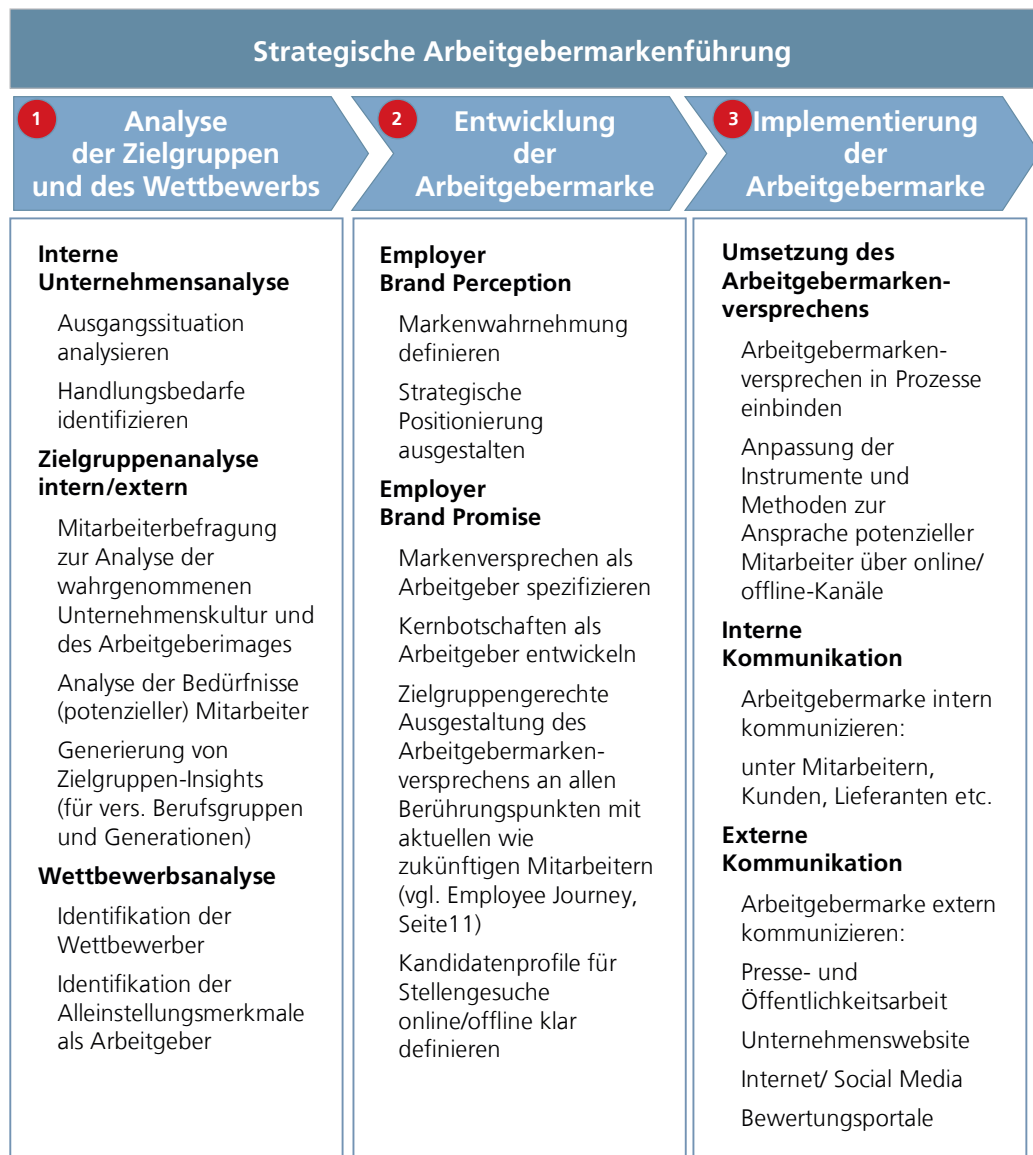 Strategische Arbeitgebermarkenführung
1
Analyse
der Zielgruppen
und des Wettbewerbs
2
Entwicklung
der
Arbeitgebermarke
3
Implementierung
der
Arbeitgebermarke
Interne
Unternehmensanalyse
Ausgangssituation
analysieren
Handlungsbedarfe
identifizieren
Zielgruppenanalyse
intern/extern
Mitarbeiterbefragung
zur Analyse der
wahrgenommenen
Unternehmenskultur und
des Arbeitgeberimages
Analyse der Bedürfnisse
(potenzieller) Mitarbeiter
Generierung von
Zielgruppen-Insights
(für vers. Berufsgruppen
und Generationen)
Wettbewerbsanalyse
Identifikation der
Wettbewerber
Identifikation der
Alleinstellungsmerkmale
als Arbeitgeber
Employer
Brand Perception
Markenwahrnehmung
definieren
Strategische
Positionierung
ausgestalten
Employer
Brand Promise
Markenversprechen als
Arbeitgeber spezifizieren
Kernbotschaften als
Arbeitgeber entwickeln
Zielgruppengerechte
Ausgestaltung des
Arbeitgebermarken-
versprechens an allen
Berührungspunkten mit
aktuellen wie
zukünftigen Mitarbeitern
(vgl. Employee Journey,
Seite11)
Kandidatenprofile für
Stellengesuche
online/offline klar
definieren
Umsetzung des
Arbeitgebermarken-
versprechens
Arbeitgebermarken-
versprechen in Prozesse
einbinden
Anpassung der
Instrumente und
Methoden zur
Ansprache potenzieller
Mitarbeiter über online/
offline-Kanäle
Interne
Kommunikation
Arbeitgebermarke intern
kommunizieren:
unter Mitarbeitern,
Kunden, Lieferanten etc.
Externe
Kommunikation
Arbeitgebermarke extern
kommunizieren:
Presse- und
Öffentlichkeitsarbeit
Unternehmenswebsite
Internet/ Social Media
Bewertungsportale